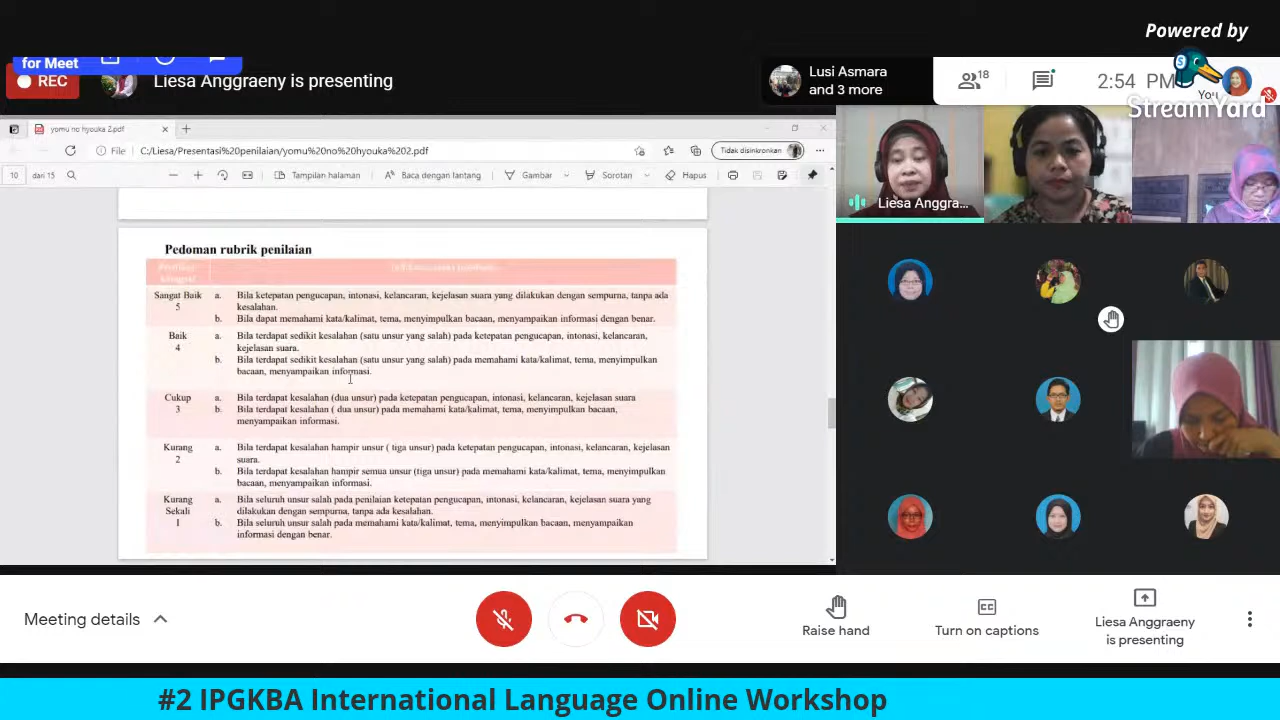 Powered by
StreamYard
for Meet
REC
Liesa Anggraeny is presenting
Lusi Asmara
and 3 more
18
2:54 PM
You
yomu no hyouka 2.pdf
File
C:/Liesa/Presentasi%20penilaian/yomu%20no%20hyouka%202.pdf
Tidak disinkronkan
10 dari 15
Tampilan halaman
Baca dengan lantang
Gambar
Sorotan
Hapus
Pedoman rubrik penilaian
Sangat Baik
5
a. Bila ketepatan pengucapan, intonasi, kelancaran, kejelasan suara yang dilakukan dengan sempurna, tanpa ada
kesalahan.
b. Bila dapat memahami kata/kalimat, tema, menyimpulkan bacaan, menyampaikan informasi dengan benar.
Baik
4
a. Bila terdapat sedikit kesalahan (satu unsur yang salah) pada ketepatan pengucapan, intonasi, kelancaran,
kejelasan suara.
b. Bila terdapat sedikit kesalahan (satu unsur yang salah) pada memahami kata/kalimat, tema, menyimpulkan
bacaan, menyampaikan informasi.
Cukup
3
a. Bila terdapat kesalahan (dua unsur) pada ketepatan pengucapan, intonasi, kelancaran, kejelasan suara
b. Bila terdapat kesalahan ( dua unsur) pada memahami kata/kalimat, tema, menyimpulkan bacaan,
menyampaikan informasi.
Kurang
2
a. Bila terdapat kesalahan hampir unsur ( tiga unsur) pada ketepatan pengucapan, intonasi, kelancaran, kejelasan
suara.
b. Bila terdapat kesalahan hampir semua unsur (tiga unsur) pada memahami kata/kalimat, tema, menyimpulkan
bacaan, menyampaikan informasi.
Kurang
Sekali
1
a. Bila seluruh unsur salah pada penilaian ketepatan pengucapan, intonasi, kelancaran, kejelasan suara yang
dilakukan dengan sempurna, tanpa ada kesalahan.
b. Bila seluruh unsur salah pada memahami kata/kalimat, tema, menyimpulkan bacaan, menyampaikan
informasi dengan benar.
Liesa Anggra...
Meeting details
Raise hand
Turn on captions
Liesa Anggraeny
is presenting
#2 IPGKBA International Language Online Workshop